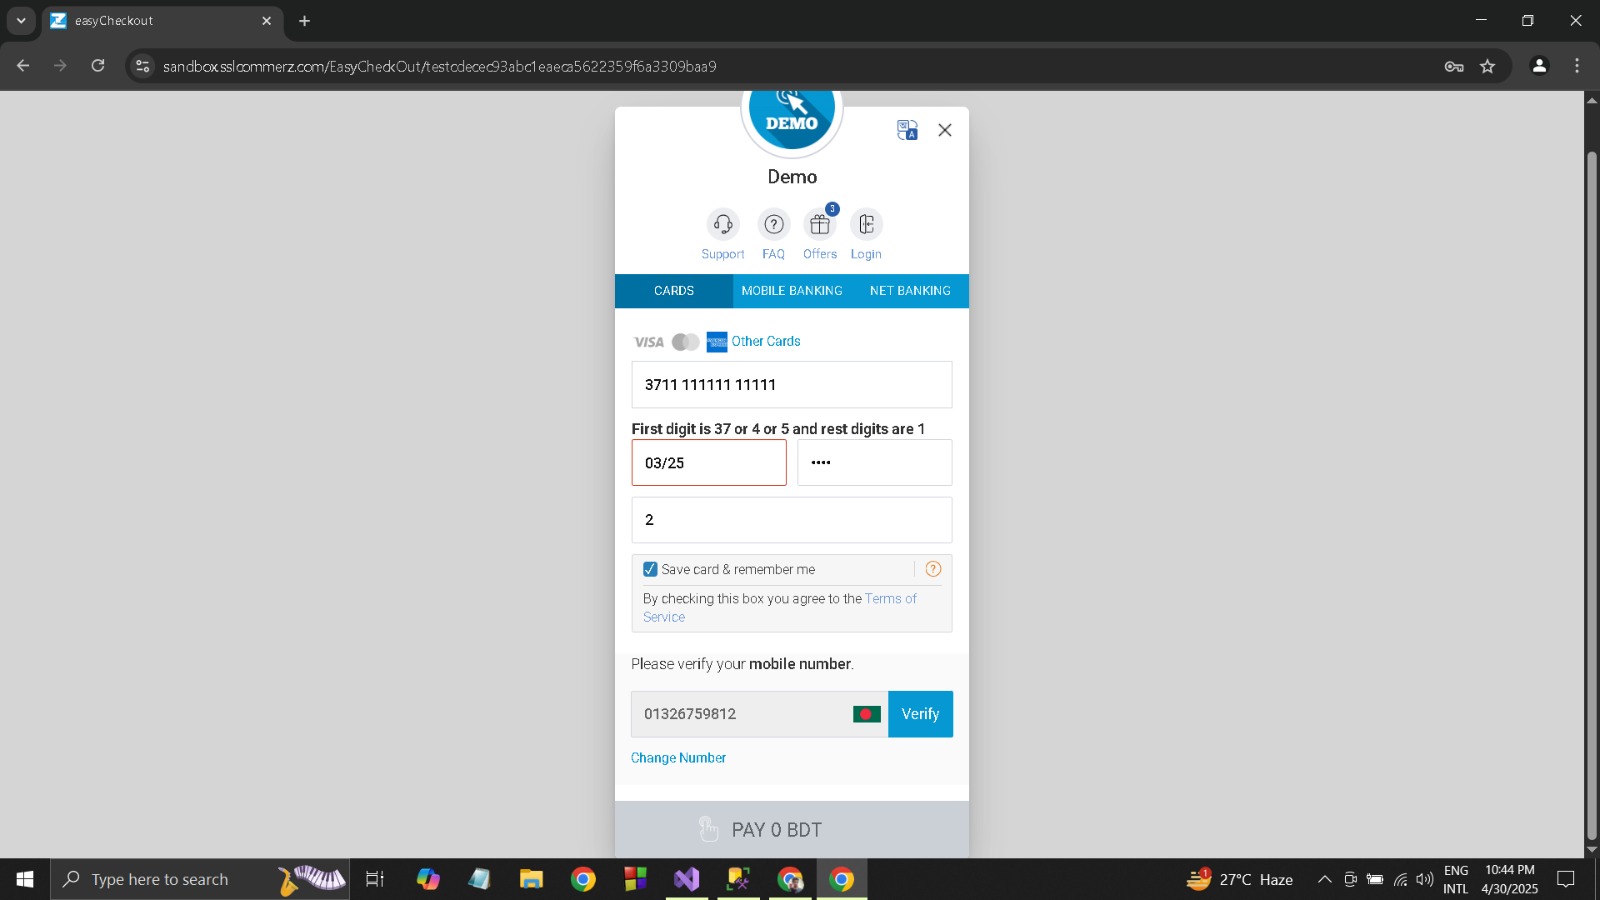 easyCheckout
sandbox.sslcommerz.com/EasyCheckOut/testcdecec93abc1eaeca5622359f6a3309baa9
DEMO
Demo
3
Support FAQ Offers Login
CARDS MOBILE BANKING NET BANKING
VISA Other Cards
3711 111111 11111
First digit is 37 or 4 or 5 and rest digits are 1
03/25 ••••
2
Save card & remember me ?
By checking this box you agree to the Terms of
Service
Please verify your mobile number.
01326759812 Verify
Change Number
PAY 0 BDT
Type here to search
1 27°C Haze
ENG
INTL
10:44 PM
4/30/2025